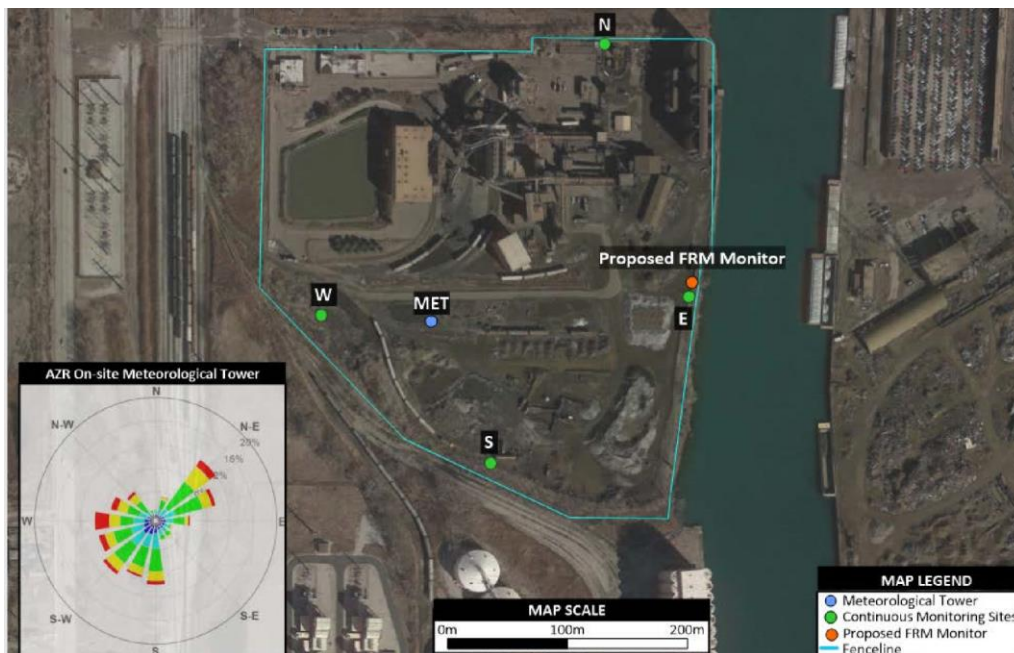 N
Proposed FRM Monitor
W
MET
E
S
AZR On-site Meteorological Tower
N
N-W
N-E
20%
15%
W
E
S-W
S-E
S
MAP SCALE
0m
100m
200m
MAP LEGEND
Meteorological Tower
Continuous Monitoring Sites
Proposed FRM Monitor
Fenceline